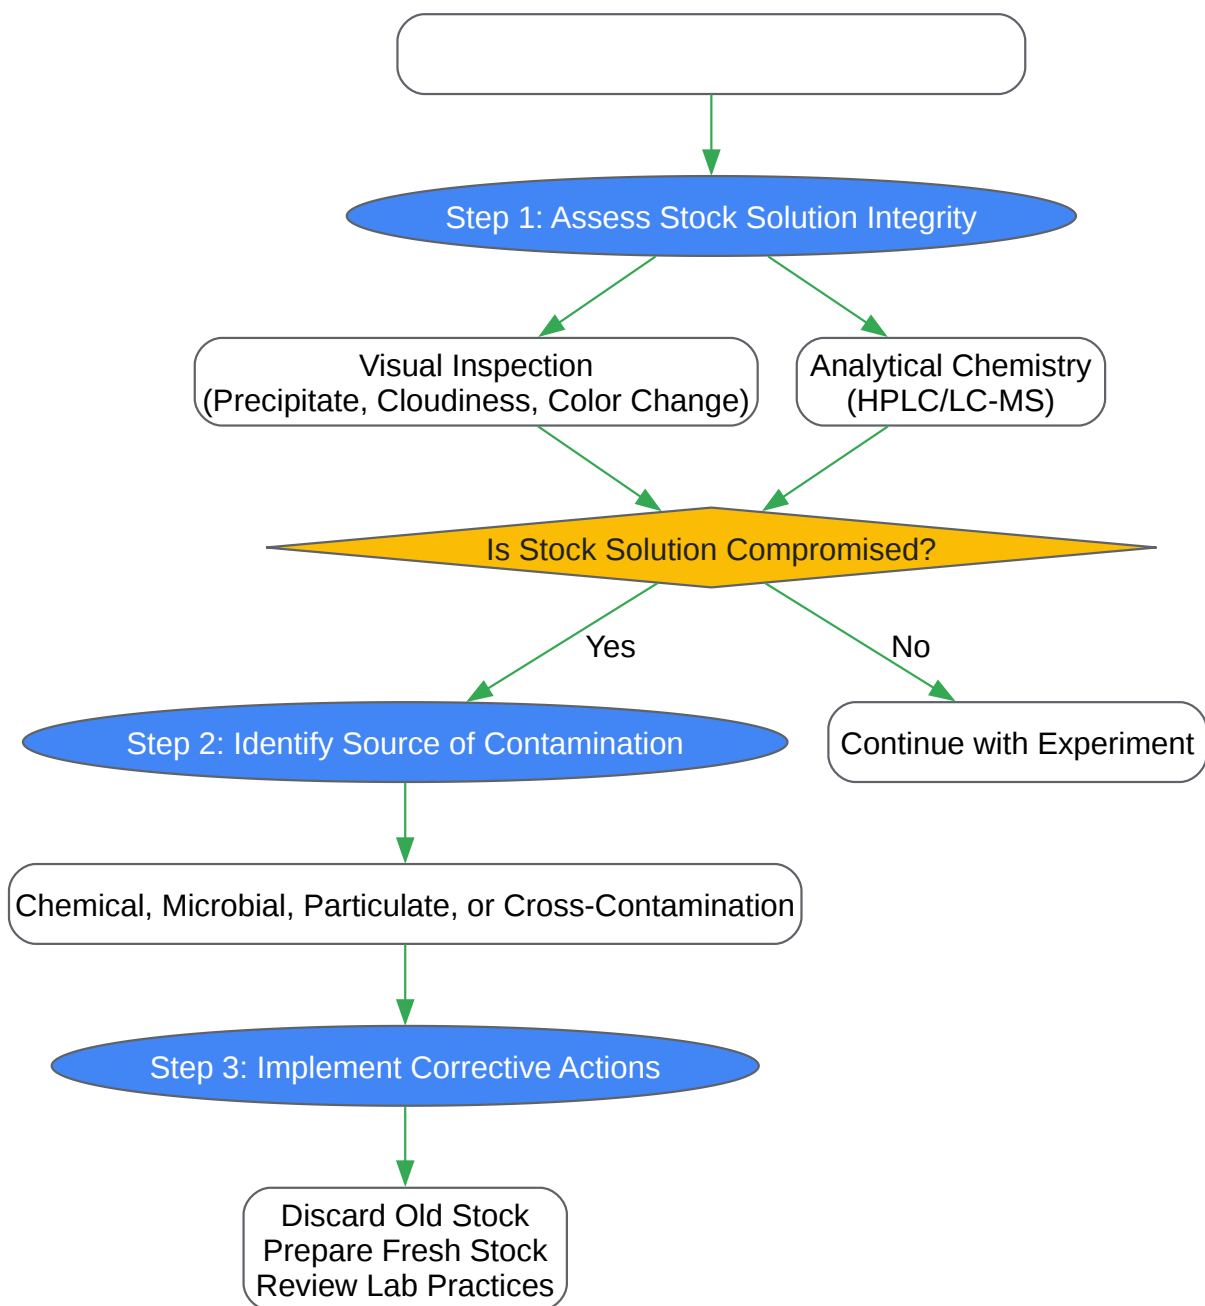 Step 1: Assess Stock Solution Integrity
Visual Inspection
(Precipitate, Cloudiness, Color Change)
Analytical Chemistry
(HPLC/LC-MS)
Is Stock Solution Compromised?
Yes
No
Step 2: Identify Source of Contamination
Continue with Experiment
Chemical, Microbial, Particulate, or Cross-Contamination
Step 3: Implement Corrective Actions
Discard Old Stock
Prepare Fresh Stock
Review Lab Practices